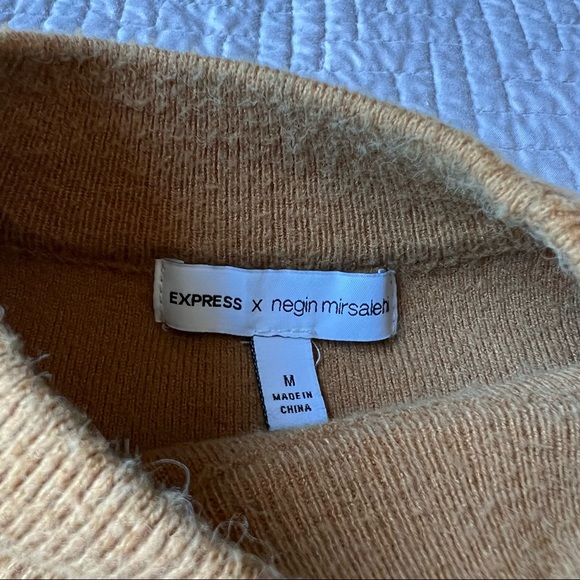 EXPRESS x negin mirsalehi
M
MADE IN
CHINA